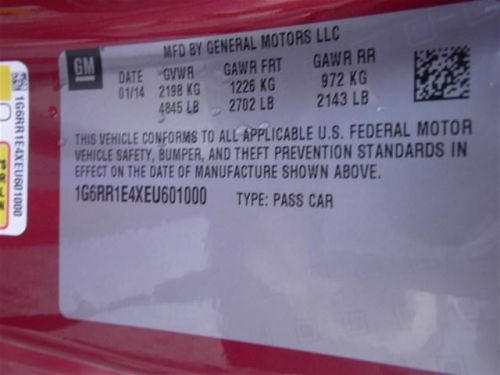 MFD BY GENERAL MOTORS LLC
GM
DATE GVWR GAWR FRT GAWR RR
01/14 2198 KG 1226 KG 972 KG
4845 LB 2702 LB 2143 LB
THIS VEHICLE CONFORMS TO ALL APPLICABLE U.S. FEDERAL MOTOR
VEHICLE SAFETY, BUMPER, AND THEFT PREVENTION STANDARDS IN
EFFECT ON THE DATE OF MANUFACTURE SHOWN ABOVE.
1G6RR1E4XEU601000 TYPE: PASS CAR
1G6RR1E4XEU601000